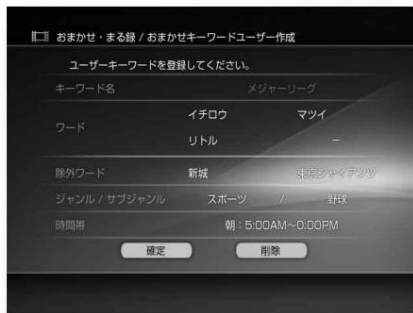 おまかせ・まる録 / おまかせキーワードユーザー作成
ユーザーキーワードを登録してください。
キーワード名 メジャーリーグ
ワード イチロウ マツイ
リトル −
除外ワード 新城 東京ジャイアンツ
ジャンル / サブジャンル スポーツ / 野球
時間帯 朝：5:00AM～0:00PM
確定 削除